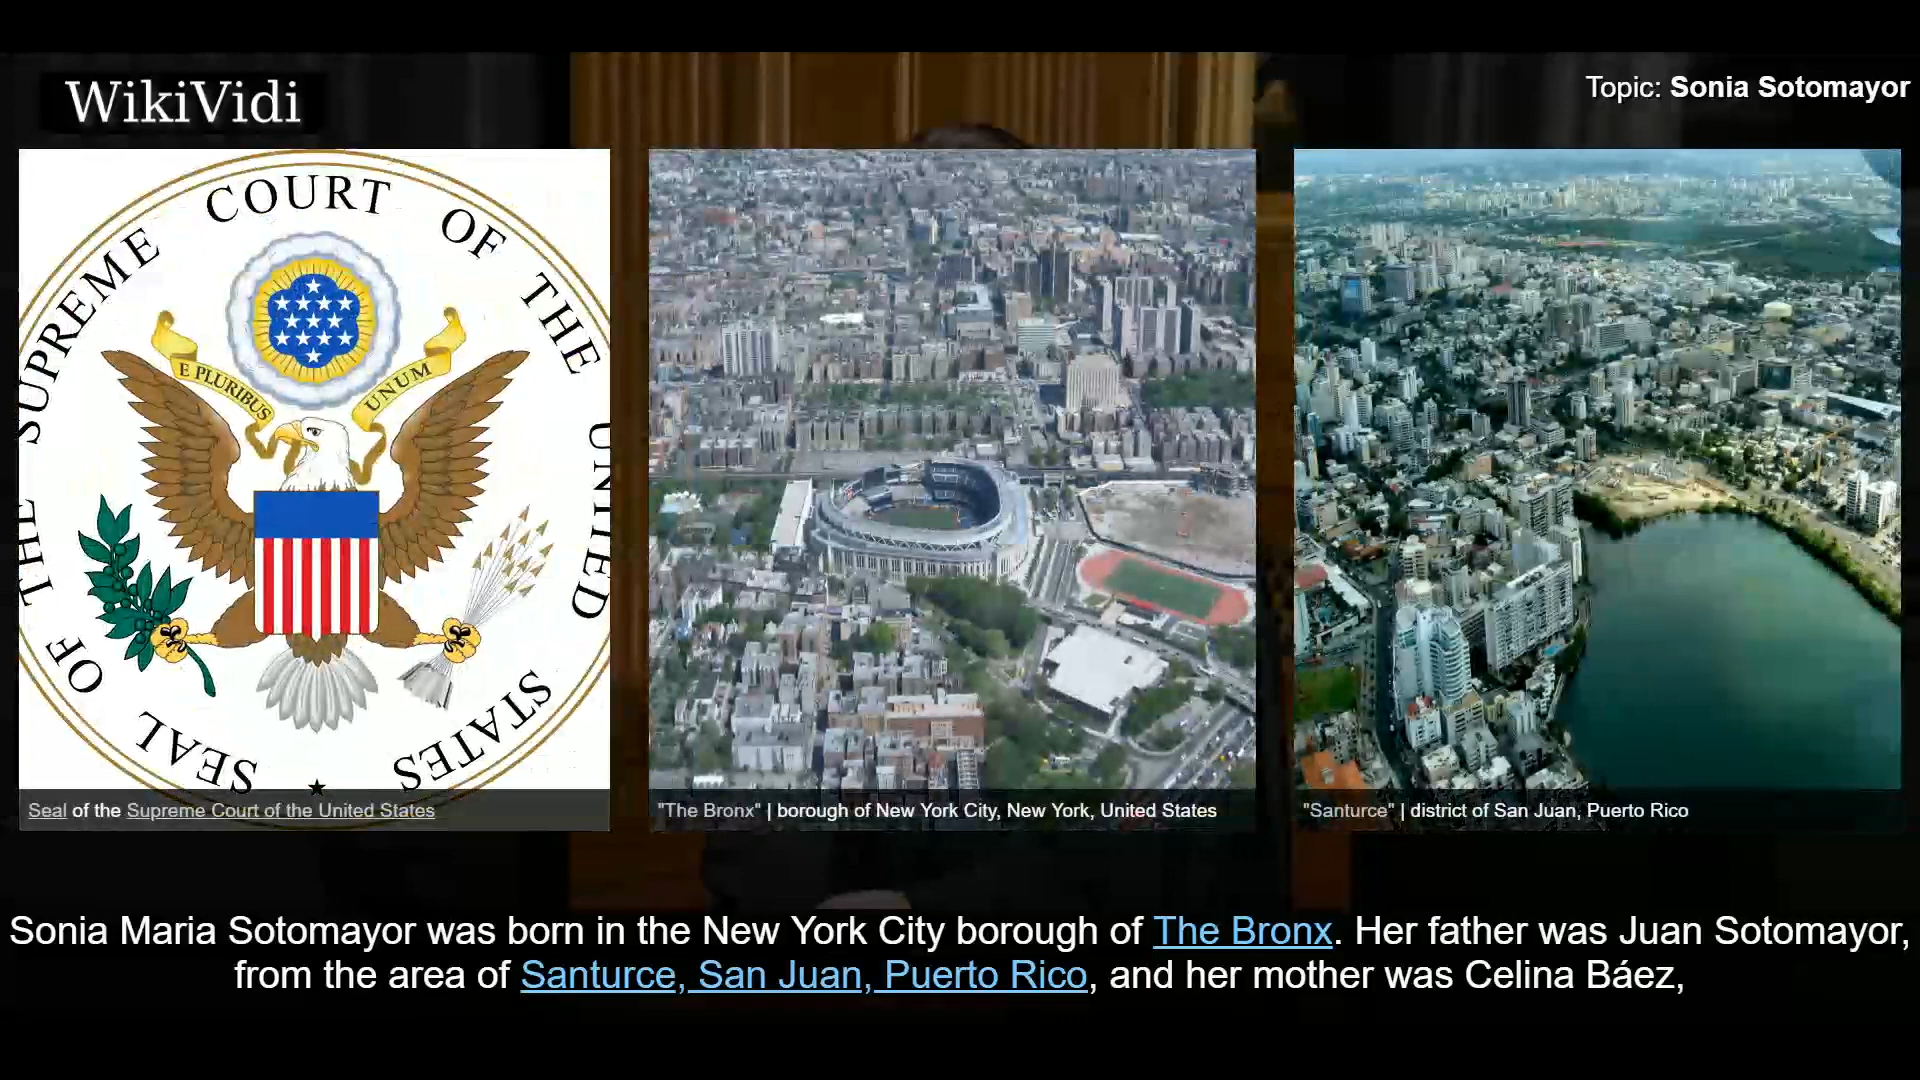 WikiVidi
Topic: Sonia Sotomayor
SEAL OF THE SUPREME COURT OF THE UNITED STATES
E PLURIBUS UNUM
Seal of the Supreme Court of the United States
"The Bronx" | borough of New York City, New York, United States
"Santurce" | district of San Juan, Puerto Rico
Sonia Maria Sotomayor was born in the New York City borough of The Bronx. Her father was Juan Sotomayor,
from the area of Santurce, San Juan, Puerto Rico, and her mother was Celina Báez,